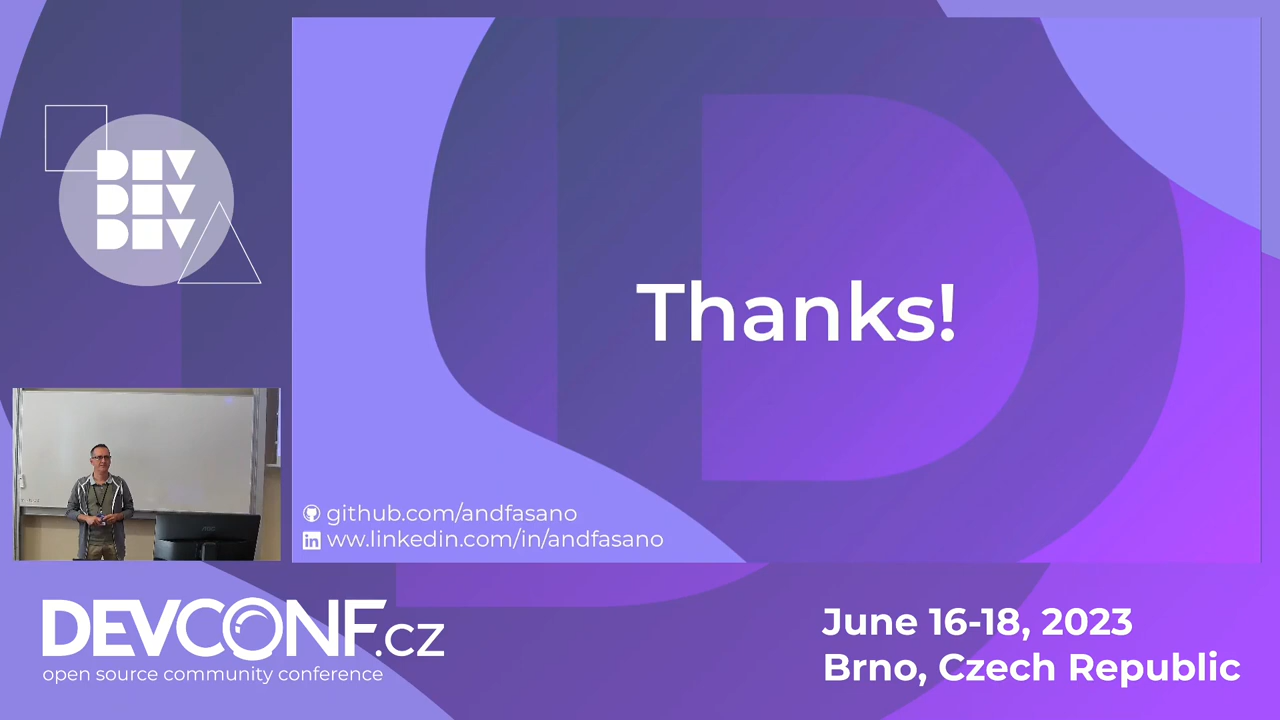 DEV
DEV
DEV
Thanks!
github.com/andfasano
ww.linkedin.com/in/andfasano
DEVCONF.cz
open source community conference
June 16-18, 2023
Brno, Czech Republic